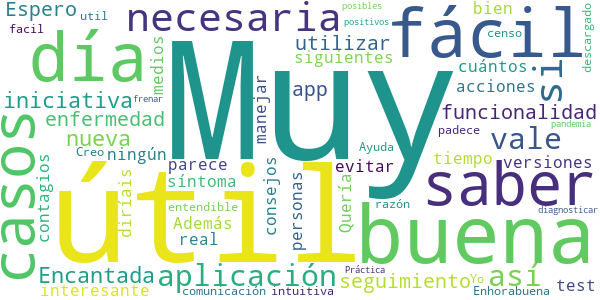 Espero
util
facil
día
necesaria
posibles
positivos
fácil
bien
censo
descargado
iniciativa
medios
utilizar
siguientes
cuántos
acciones
Muy
app
manejar
si
enfermedad
nueva
frenar
funcionalidad
padece
casos
contagios
Creo
ningún
parece
síntoma
evitar
Ayuda
tiempo
vale
versiones
pandemia
útil
diríais
entendible
Además
real
consejos
personas
Quería
razón
saber
diagnosticar
buena
Encantada
interesante
aplicación
comunicación
intuitiva
Práctica
seguimiento
Yo
así
Enhorabuena
test